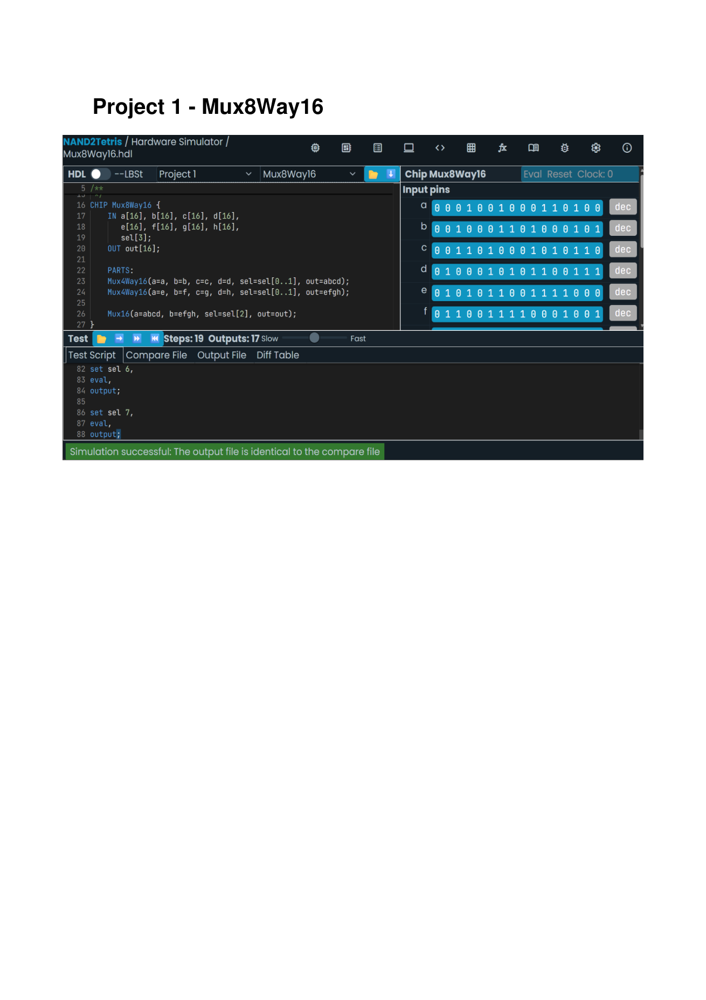 Project 1 - Mux8Way16
NAND2Tetris / Hardware Simulator /
Mux8Way16.hdl
HDL --LBSt Project 1 Mux8Way16
5 /**
15 */
16 CHIP Mux8Way16 {
17 IN a[16], b[16], c[16], d[16],
18 e[16], f[16], g[16], h[16],
19 sel[3];
20 OUT out[16];
21
22 PARTS:
23 Mux4Way16(a=a, b=b, c=c, d=d, sel=sel[0..1], out=abcd);
24 Mux4Way16(a=e, b=f, c=g, d=h, sel=sel[0..1], out=efgh);
25
26 Mux16(a=abcd, b=efgh, sel=sel[2], out=out);
27 }
Chip Mux8Way16 Eval Reset Clock: 0
Input pins
a 0 0 0 1 0 0 1 0 0 0 1 1 0 1 0 0 dec
b 0 0 1 0 0 0 1 1 0 1 0 0 0 1 0 1 dec
c 0 0 1 1 0 1 0 0 0 1 0 1 0 1 1 0 dec
d 0 1 0 0 0 1 0 1 0 1 1 0 0 1 1 1 dec
e 0 1 0 1 0 1 1 0 0 1 1 1 1 0 0 0 dec
f 0 1 1 0 0 1 1 1 1 0 0 0 1 0 0 1 dec
Test Steps: 19 Outputs: 17 Slow Fast
Test Script Compare File Output File Diff Table
82 set sel 6,
83 eval,
84 output;
85
86 set sel 7,
87 eval,
88 output;
Simulation successful: The output file is identical to the compare file